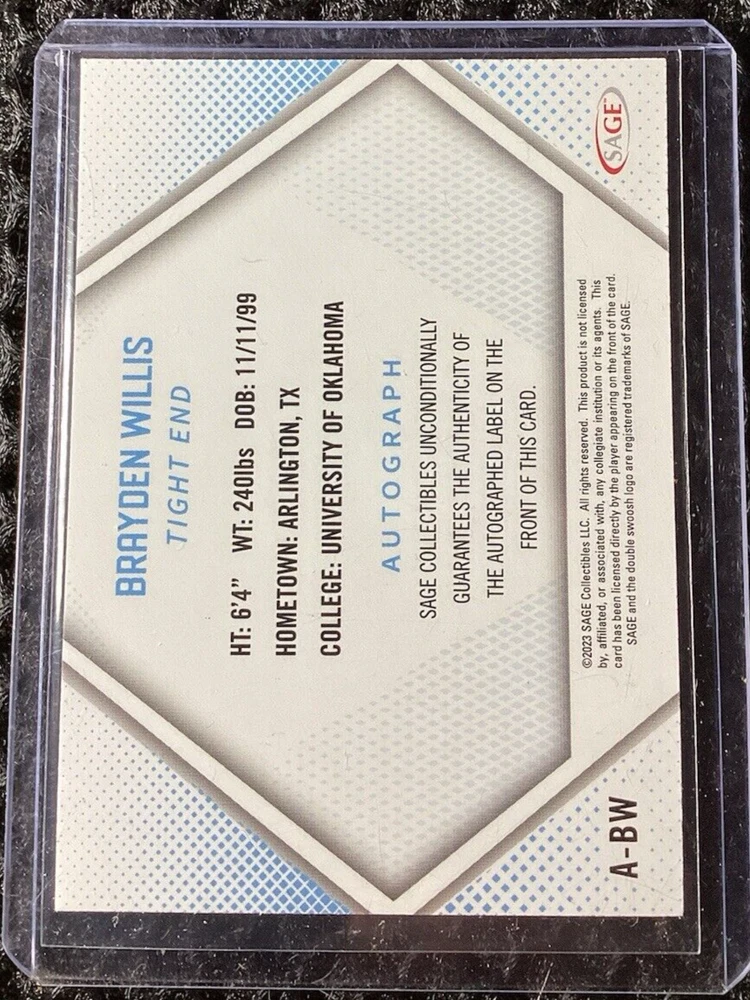 BRAYDEN WILLIS
TIGHT END
HT: 6'4” WT: 240lbs DOB: 11/11/99
HOMETOWN: ARLINGTON, TX
COLLEGE: UNIVERSITY OF OKLAHOMA
AUTOGRAPH
SAGE COLLECTIBLES UNCONDITIONALLY
GUARANTEES THE AUTHENTICITY OF
THE AUTOGRAPHED LABEL ON THE
FRONT OF THIS CARD.
©2023 SAGE Collectibles LLC. All rights reserved. This product is not licensed
by, affiliated, or associated with, any collegiate institution or its agents. This
card has been licensed directly by the player appearing on the front of the card.
SAGE and the double swoosh logo are registered trademarks of SAGE.
A-BW
SAGE